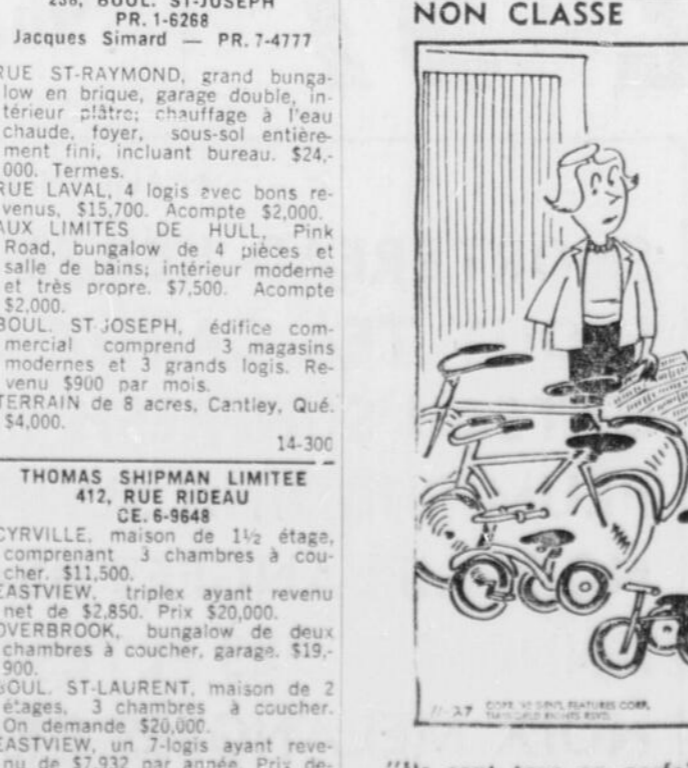 238, BOUL. ST-JOSEPH
PR. 1-6268
Jacques Simard — PR. 7-4777
RUE ST-RAYMOND, grand bunga-
low en brique, garage double, in-
térieur plâtre; chauffage à l'eau
chaude, foyer, sous-sol entière-
ment fini, incluant bureau. $24,-
000. Termes.
RUE LAVAL, 4 logis avec bons re-
venus, $15,700. Acompte $2,000.
AUX LIMITES DE HULL, Pink
Road, bungalow de 4 pièces et
salle de bains; intérieur moderne
et très propre. $7,500. Acompte
$2,000.
BOUL. ST-JOSEPH, édifice com-
mercial comprend 3 magasins
modernes et 3 grands logis. Re-
venu $900 par mois.
TERRAIN de 8 acres, Cantley, Qué.
$4,000.
14-300
THOMAS SHIPMAN LIMITEE
412, RUE RIDEAU
CE. 6-9648
CYRVILLE, maison de 1½ étage,
comprenant 3 chambres à cou-
cher. $11,500.
EASTVIEW, triplex ayant revenu
net de $2,850. Prix $20,000.
OVERBROOK, bungalow de deux
chambres à coucher, garage. $19,-
900.
BOUL. ST-LAURENT, maison de 2
étages, 3 chambres à coucher.
On demande $20,000.
EASTVIEW, un 7-logis ayant reve-
nu de $7,932 par année. Prix de-
NON CLASSE
11-27
FEATURES CORP.